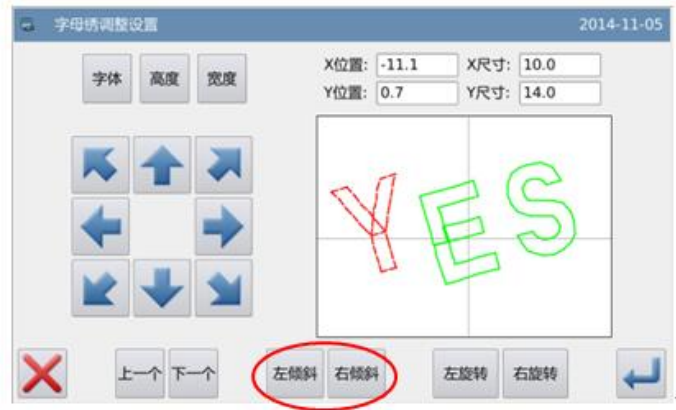 字母绣调整设置 2014-11-05
字体 高度 宽度
X位置: -11.1 X尺寸: 10.0
Y位置: 0.7 Y尺寸: 14.0
YES
上一个 下一个 左倾斜 右倾斜 左旋转 右旋转